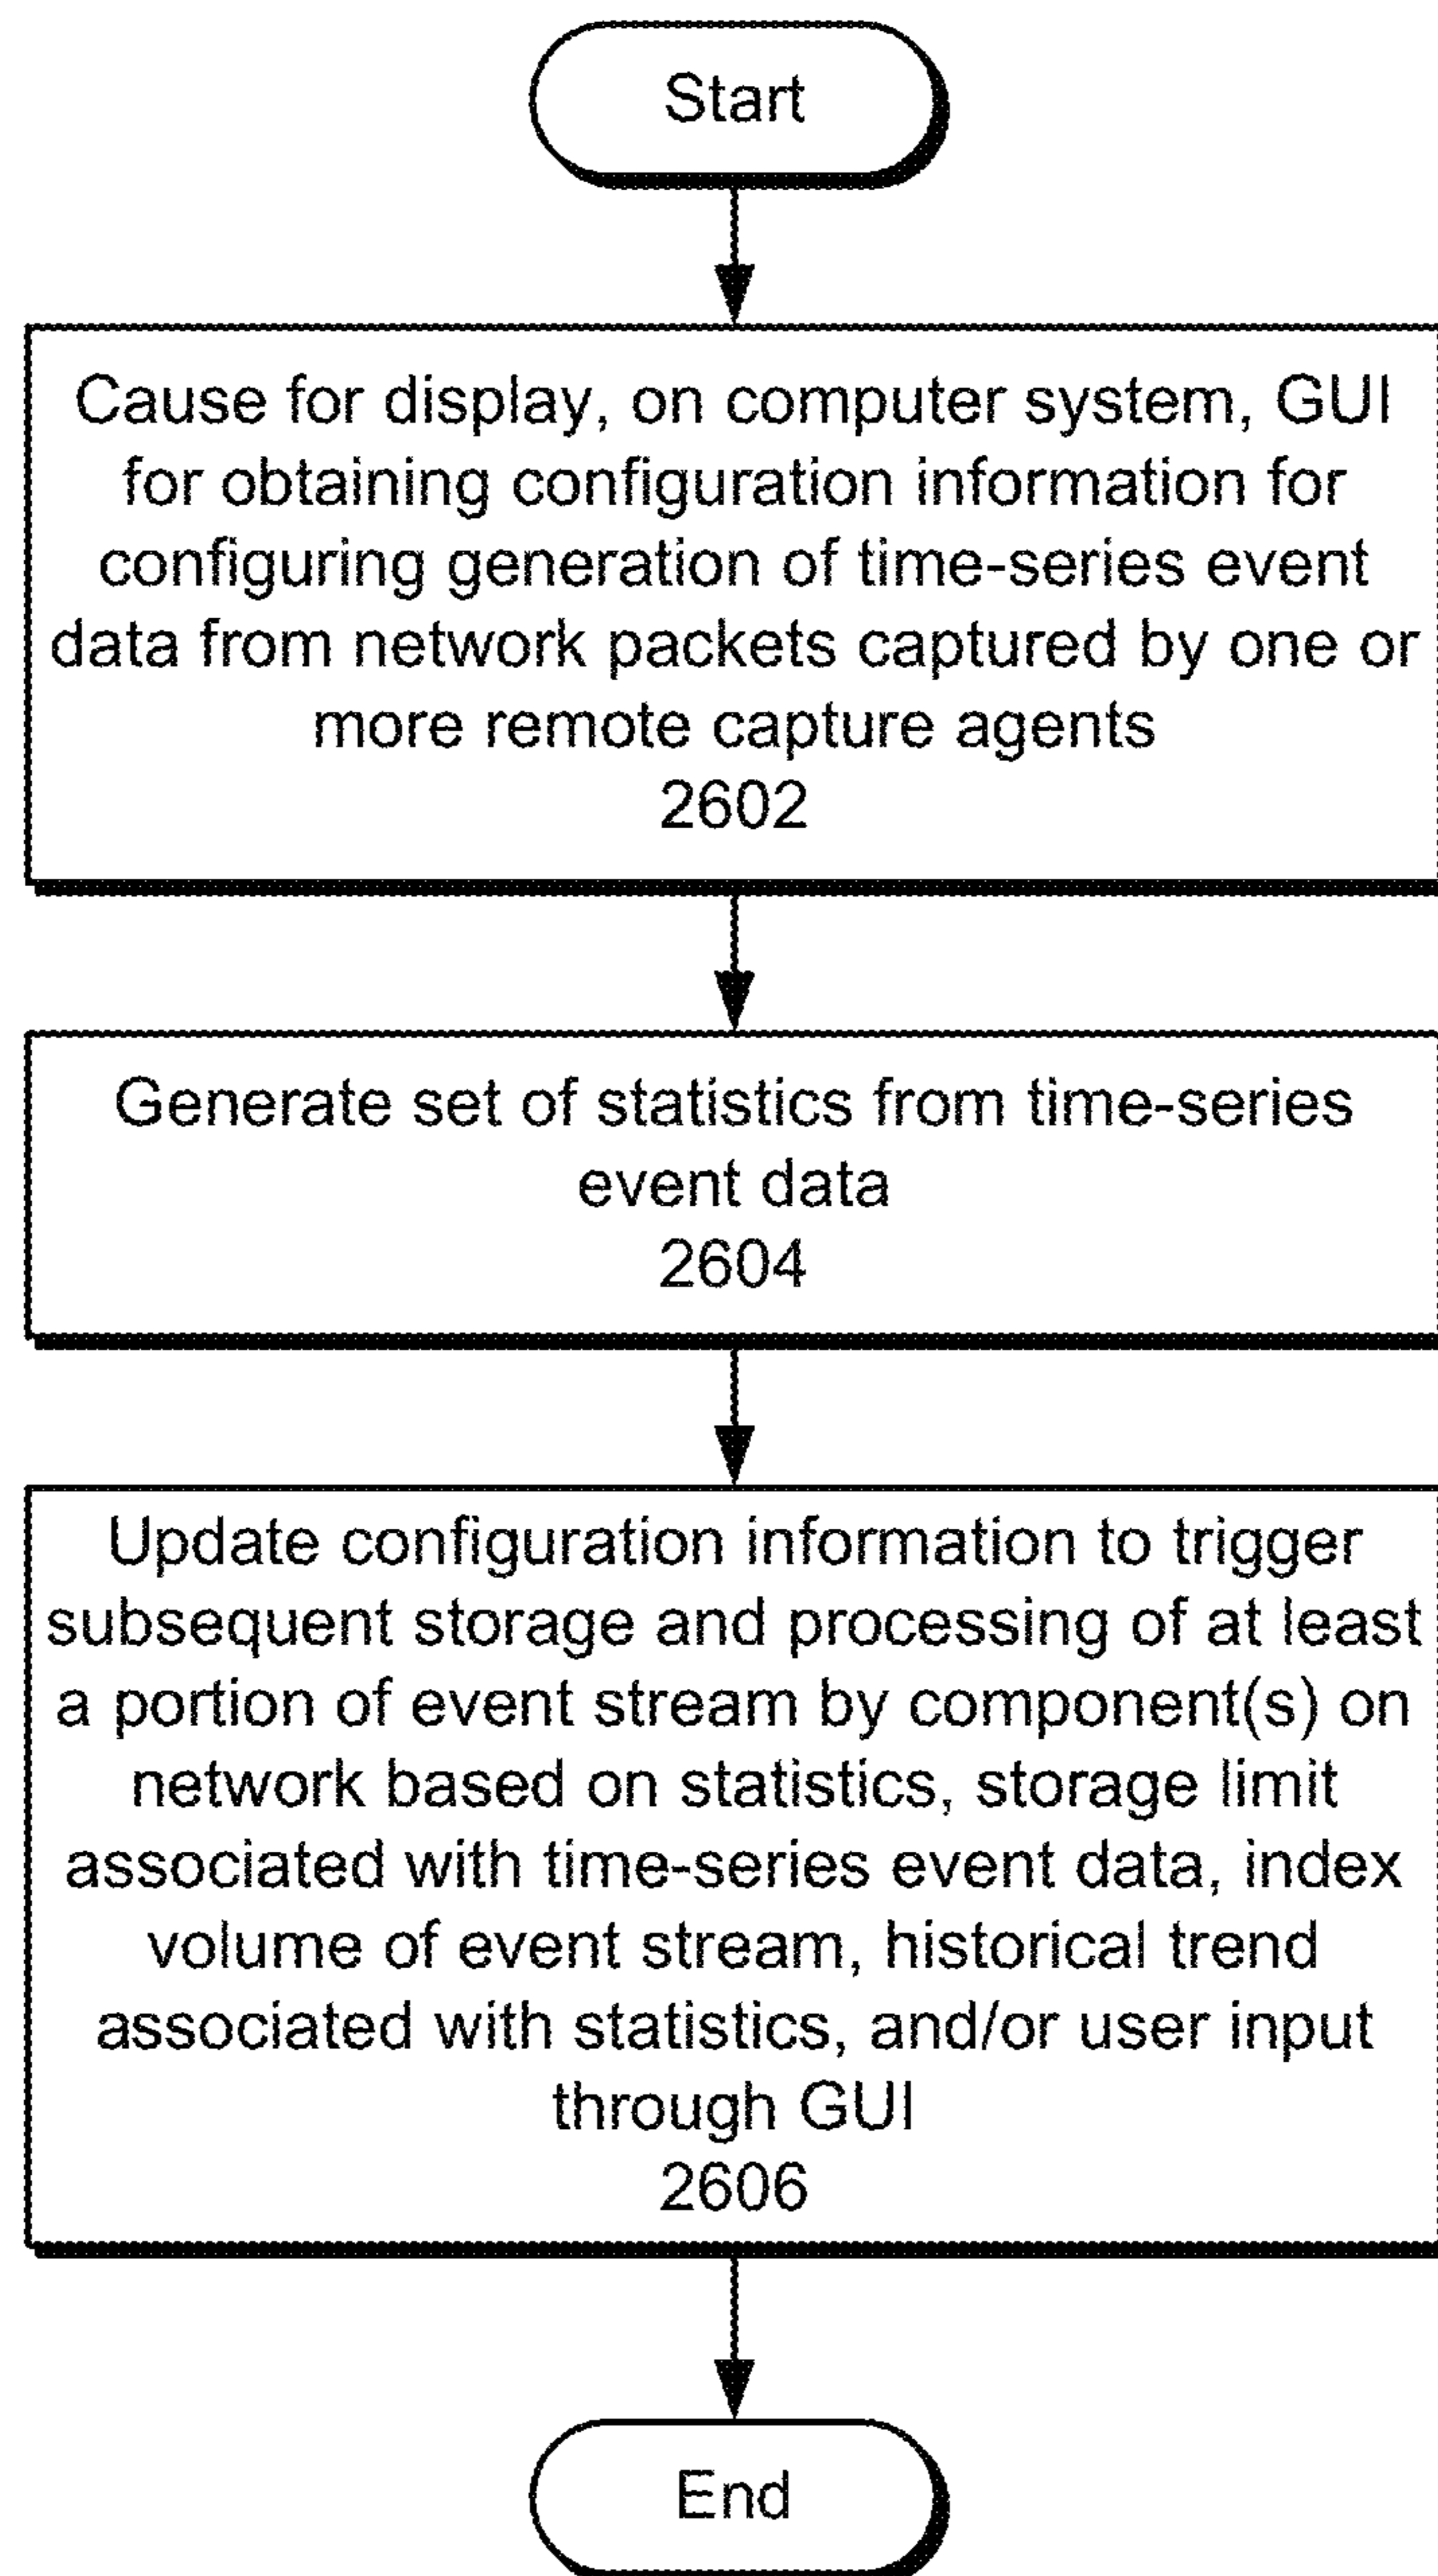 Start
Cause for display, on computer system, GUI
for obtaining configuration information for
configuring generation of time-series event
data from network packets captured by one or
more remote capture agents
2602
Generate set of statistics from time-series
event data
2604
Update configuration information to trigger
subsequent storage and processing of at least
a portion of event stream by component(s) on
network based on statistics, storage limit
associated with time-series event data, index
volume of event stream, historical trend
associated with statistics, and/or user input
through GUI
2606
End